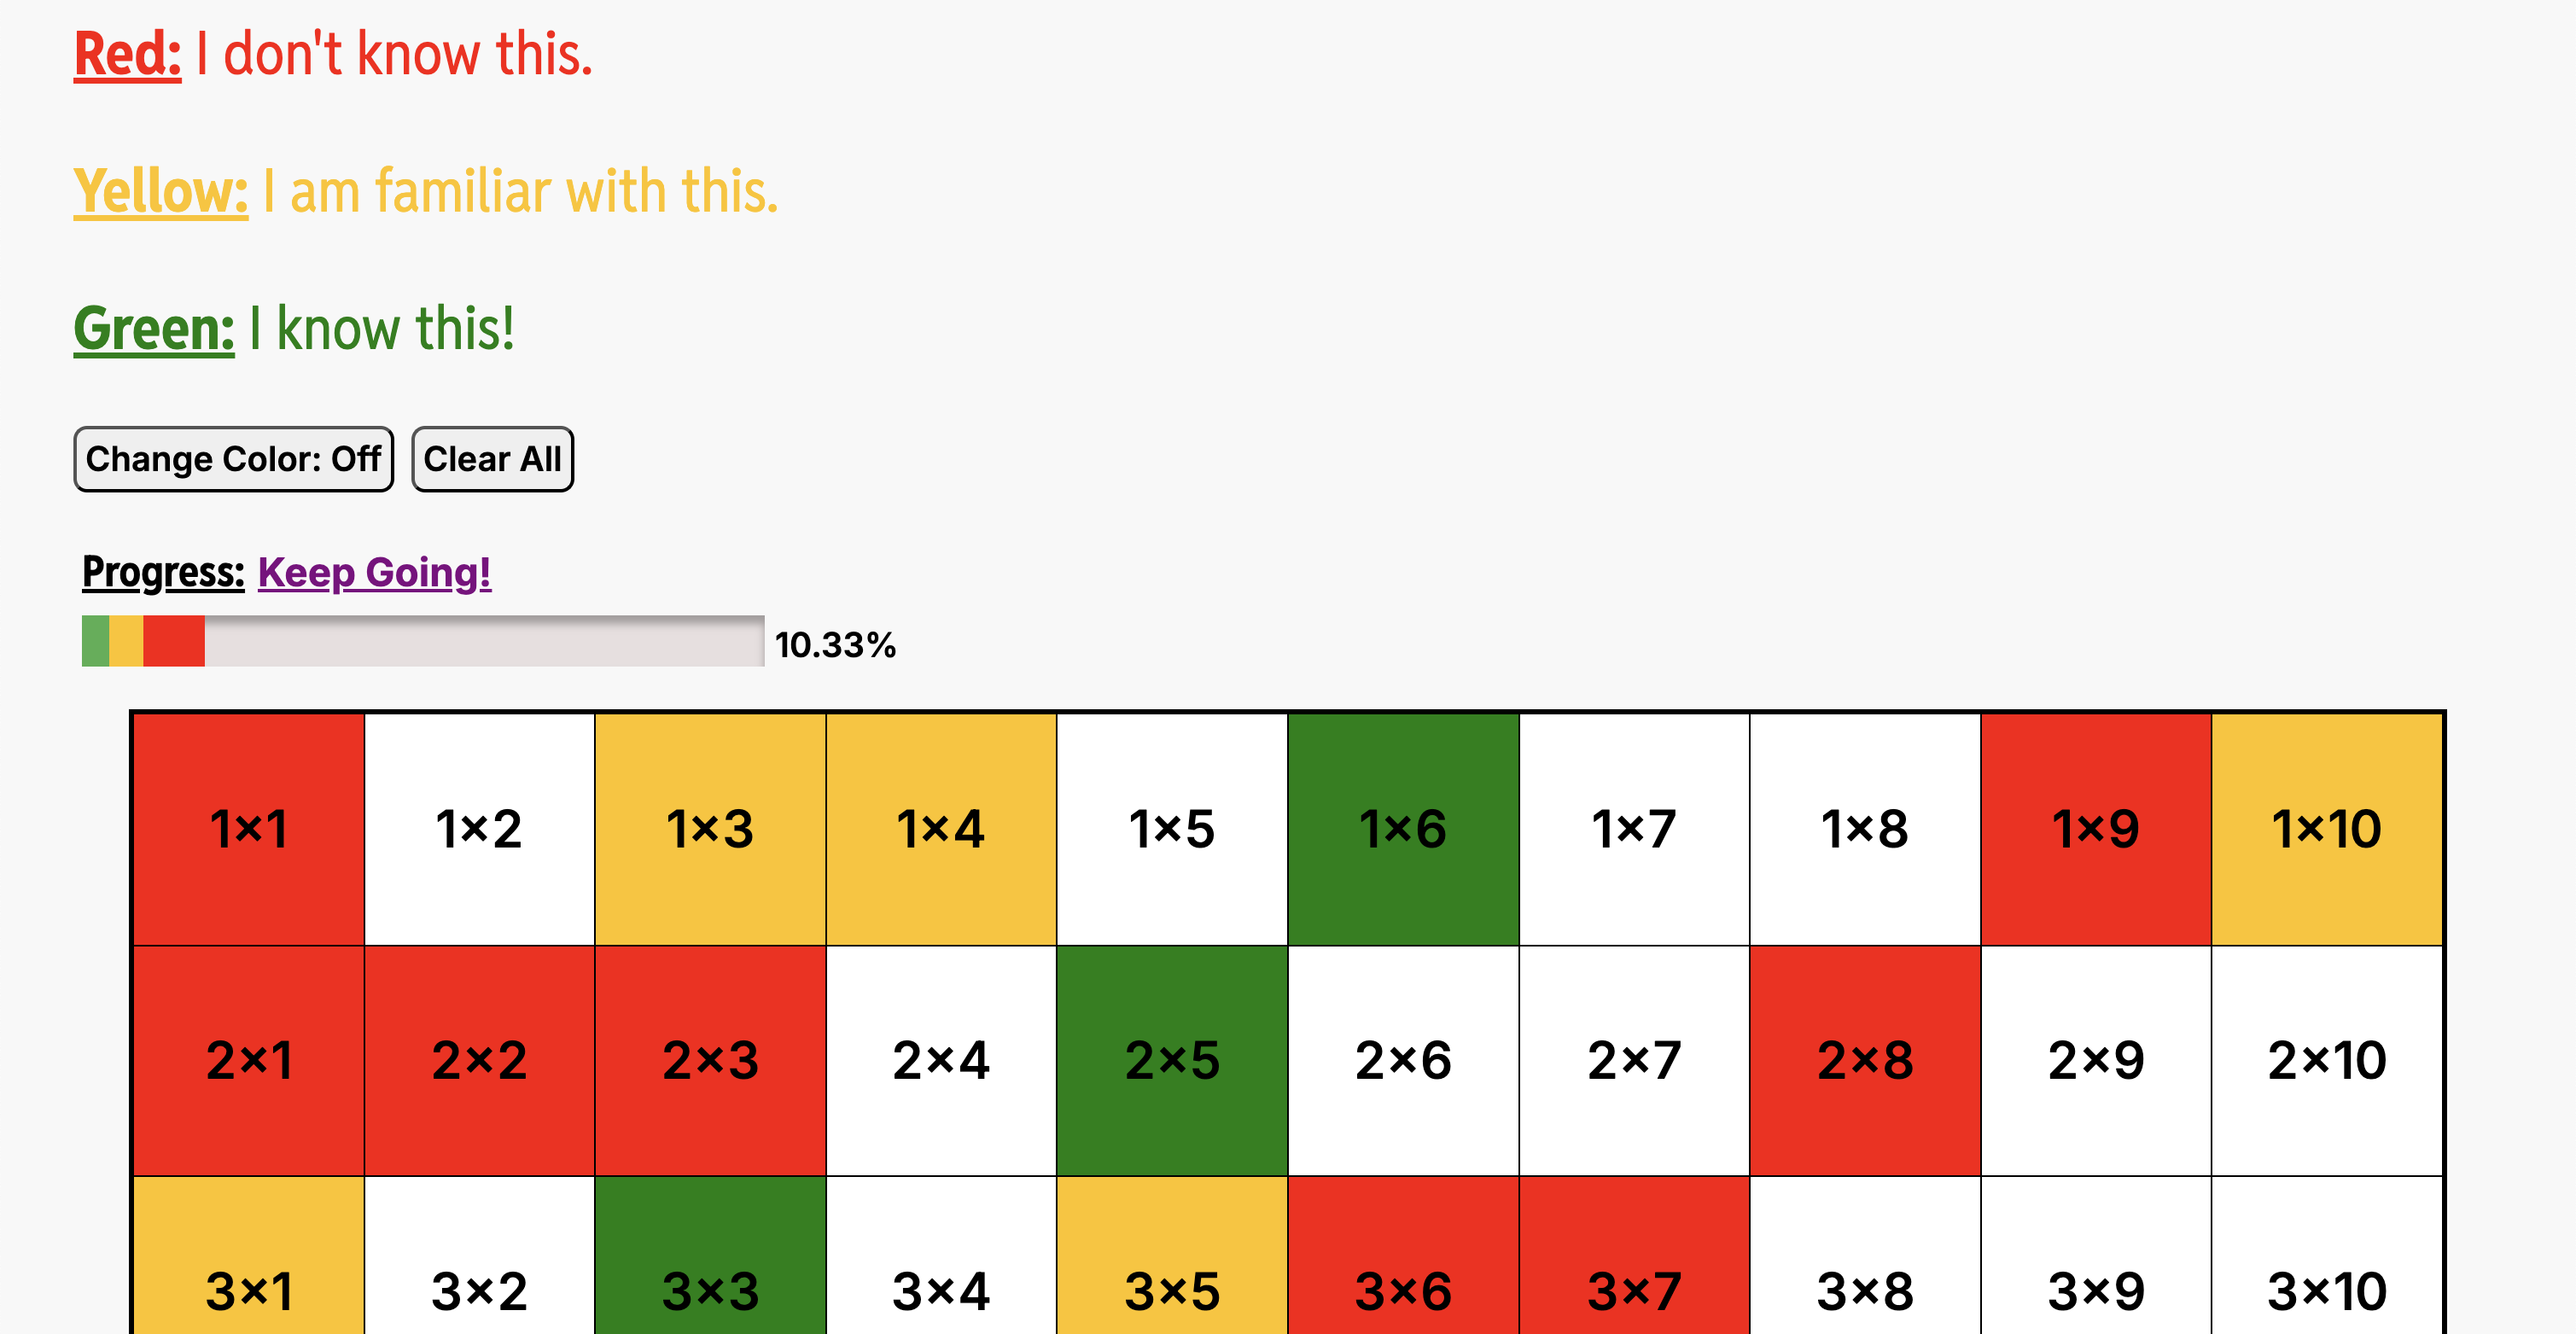 Red: I don't know this.
Yellow: I am familiar with this.
Green: I know this!
Change Color: Off Clear All
Progress: Keep Going!
10.33%
1×1 1×2 1×3 1×4 1×5 1×6 1×7 1×8 1×9 1×10
2×1 2×2 2×3 2×4 2×5 2×6 2×7 2×8 2×9 2×10
3×1 3×2 3×3 3×4 3×5 3×6 3×7 3×8 3×9 3×10